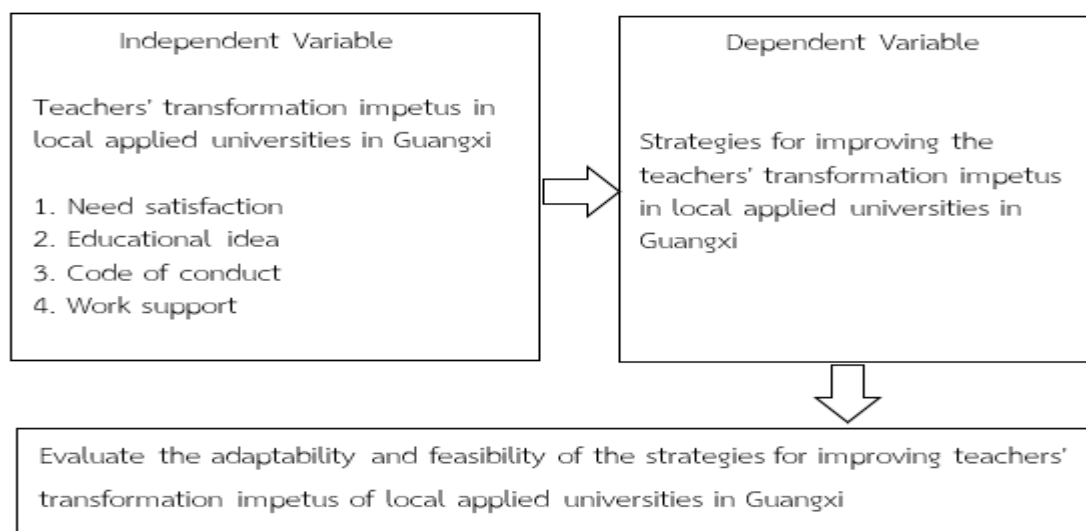 Independent Variable
Teachers' transformation impetus in
local applied universities in Guangxi
1. Need satisfaction
2. Educational idea
3. Code of conduct
4. Work support
Dependent Variable
Strategies for improving the
teachers' transformation impetus
in local applied universities in
Guangxi
Evaluate the adaptability and feasibility of the strategies for improving teachers'
transformation impetus of local applied universities in Guangxi